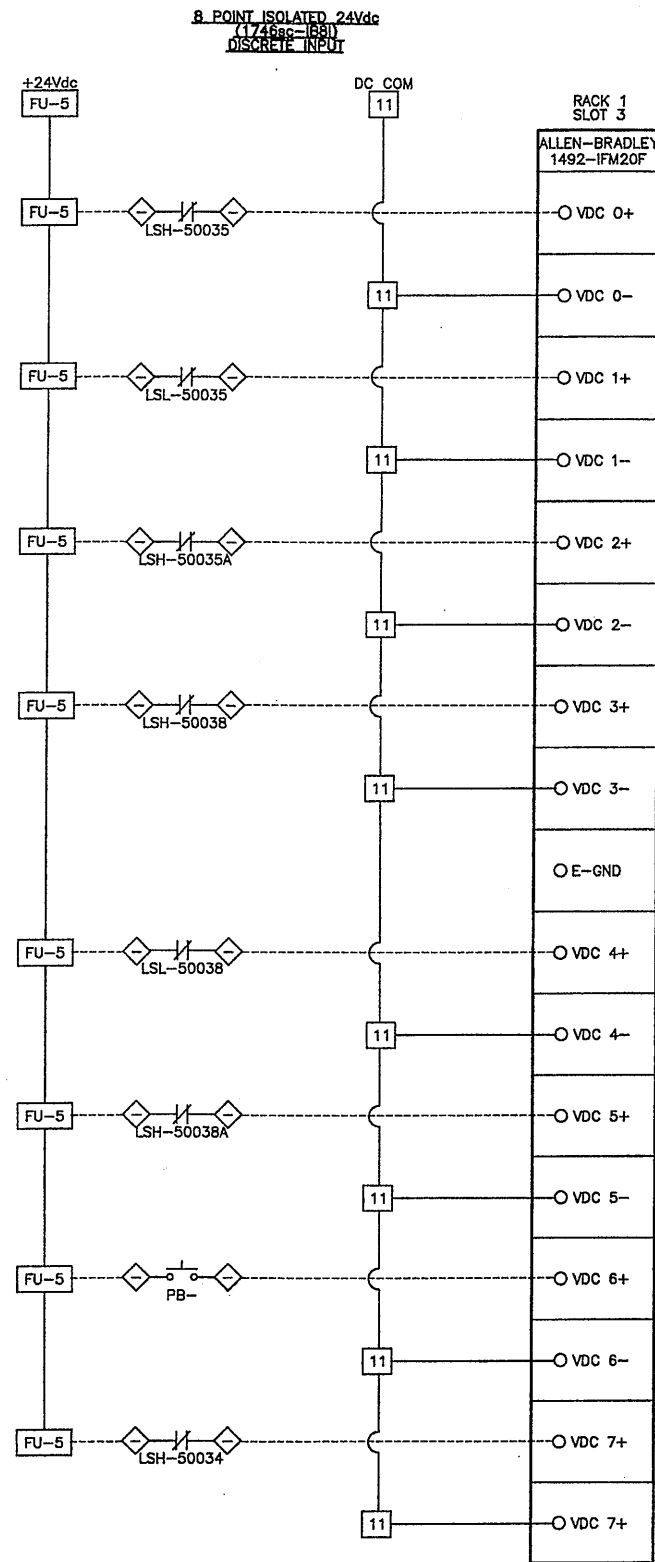 8 POINT ISOLATED 24Vdc
(1746sc-IB8I)
DISCRETE INPUT
+24Vdc
FU-5
DC COM
11
RACK 1
SLOT 3
ALLEN-BRADLEY
1492-IFM20F
FU-5
LSH-50035
VDC 0+
11
VDC 0-
FU-5
LSL-50035
VDC 1+
11
VDC 1-
FU-5
LSH-50035A
VDC 2+
11
VDC 2-
FU-5
LSH-50038
VDC 3+
11
VDC 3-
E-GND
FU-5
LSL-50038
VDC 4+
11
VDC 4-
FU-5
LSH-50038A
VDC 5+
11
VDC 5-
FU-5
PB-
VDC 6+
11
VDC 6-
FU-5
LSH-50034
VDC 7+
11
VDC 7+